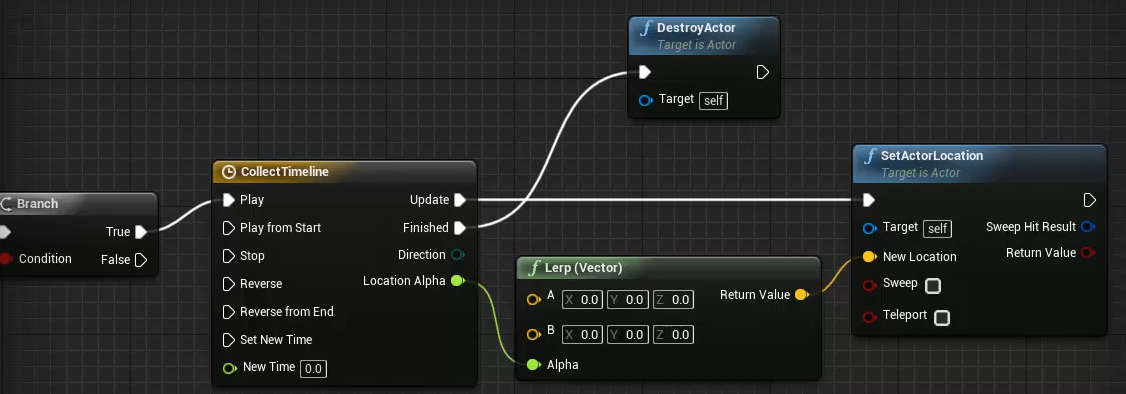 DestroyActor
Target is Actor
Target self
CollectTimeline
Play Update
Play from Start Finished
Stop Direction
Reverse Location Alpha
Reverse from End
Set New Time
New Time 0.0
Branch
True
Condition False
Lerp (Vector)
A X 0.0 Y 0.0 Z 0.0 Return Value
B X 0.0 Y 0.0 Z 0.0
Alpha
SetActorLocation
Target is Actor
Target self Sweep Hit Result
New Location Return Value
Sweep
Teleport